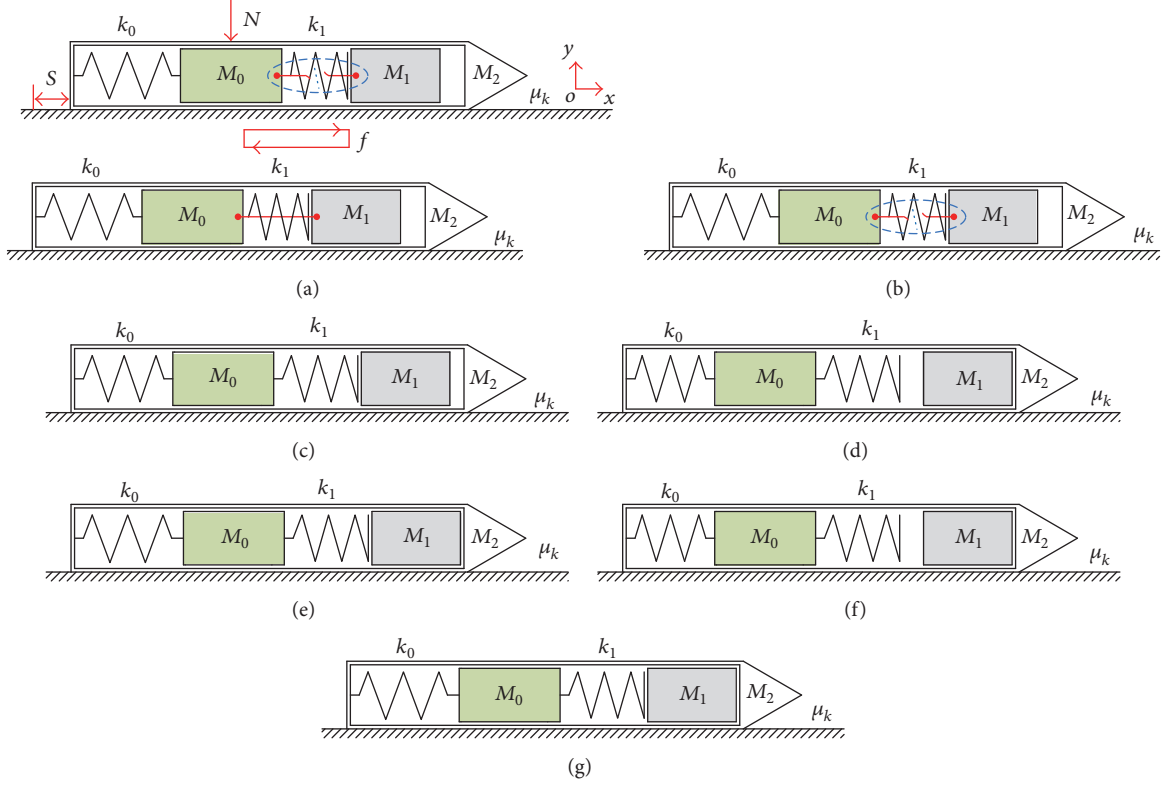 N
k₀ k₁
S M₀ M₁ M₂ μₖ
y
o x
f
k₀ k₁ k₀ k₁
M₀ M₁ M₂ μₖ M₀ M₁ M₂ μₖ
(a) (b)
k₀ k₁ k₀ k₁
M₀ M₁ M₂ μₖ M₀ M₁ M₂ μₖ
(c) (d)
k₀ k₁ k₀ k₁
M₀ M₁ M₂ μₖ M₀ M₁ M₂ μₖ
(e) (f)
k₀ k₁
M₀ M₁ M₂ μₖ
(g)